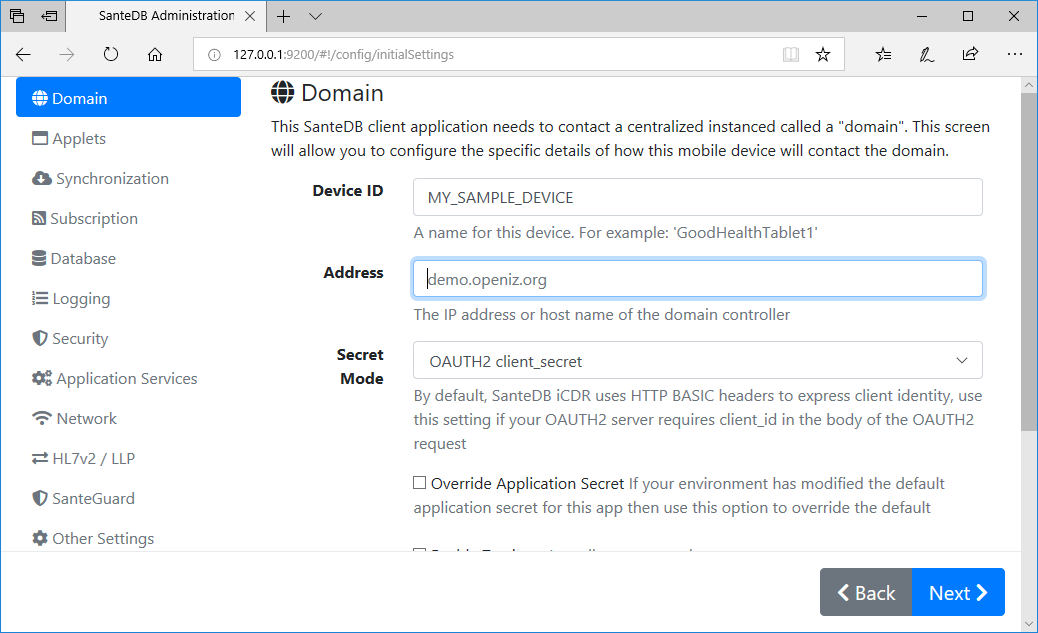 SanteDB Administration
127.0.0.1:9200/#!/config/initialSettings
Domain
Applets
Synchronization
Subscription
Database
Logging
Security
Application Services
Network
HL7v2 / LLP
SanteGuard
Other Settings
Domain
This SanteDB client application needs to contact a centralized instanced called a "domain". This screen
will allow you to configure the specific details of how this mobile device will contact the domain.
Device ID
MY_SAMPLE_DEVICE
A name for this device. For example: 'GoodHealthTablet1'
Address
demo.openiz.org
The IP address or host name of the domain controller
Secret
Mode
OAUTH2 client_secret
By default, SanteDB iCDR uses HTTP BASIC headers to express client identity, use
this setting if your OAUTH2 server requires client_id in the body of the OAUTH2
request
Override Application Secret If your environment has modified the default
application secret for this app then use this option to override the default
Back
Next